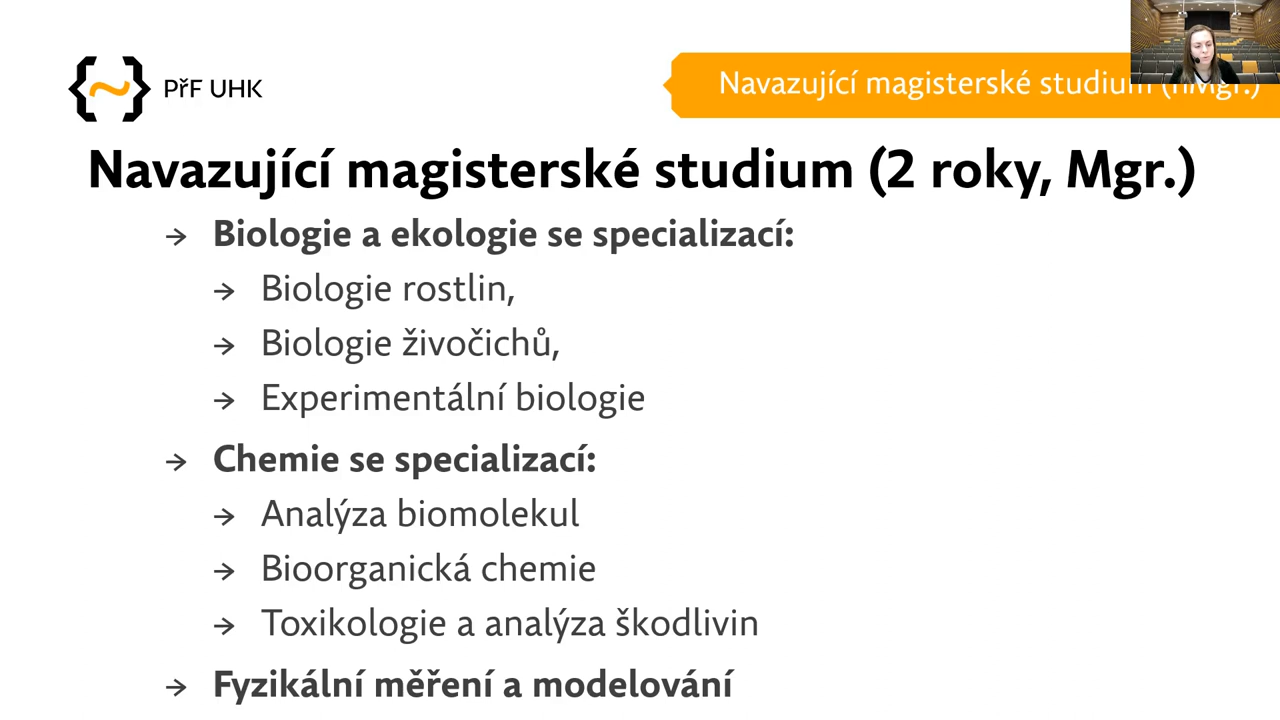 PřF UHK
Navazující magisterské studium (nMgr.)
Navazující magisterské studium (2 roky, Mgr.)
→ Biologie a ekologie se specializací:
→ Biologie rostlin,
→ Biologie živočichů,
→ Experimentální biologie
→ Chemie se specializací:
→ Analýza biomolekul
→ Bioorganická chemie
→ Toxikologie a analýza škodlivin
→ Fyzikální měření a modelování